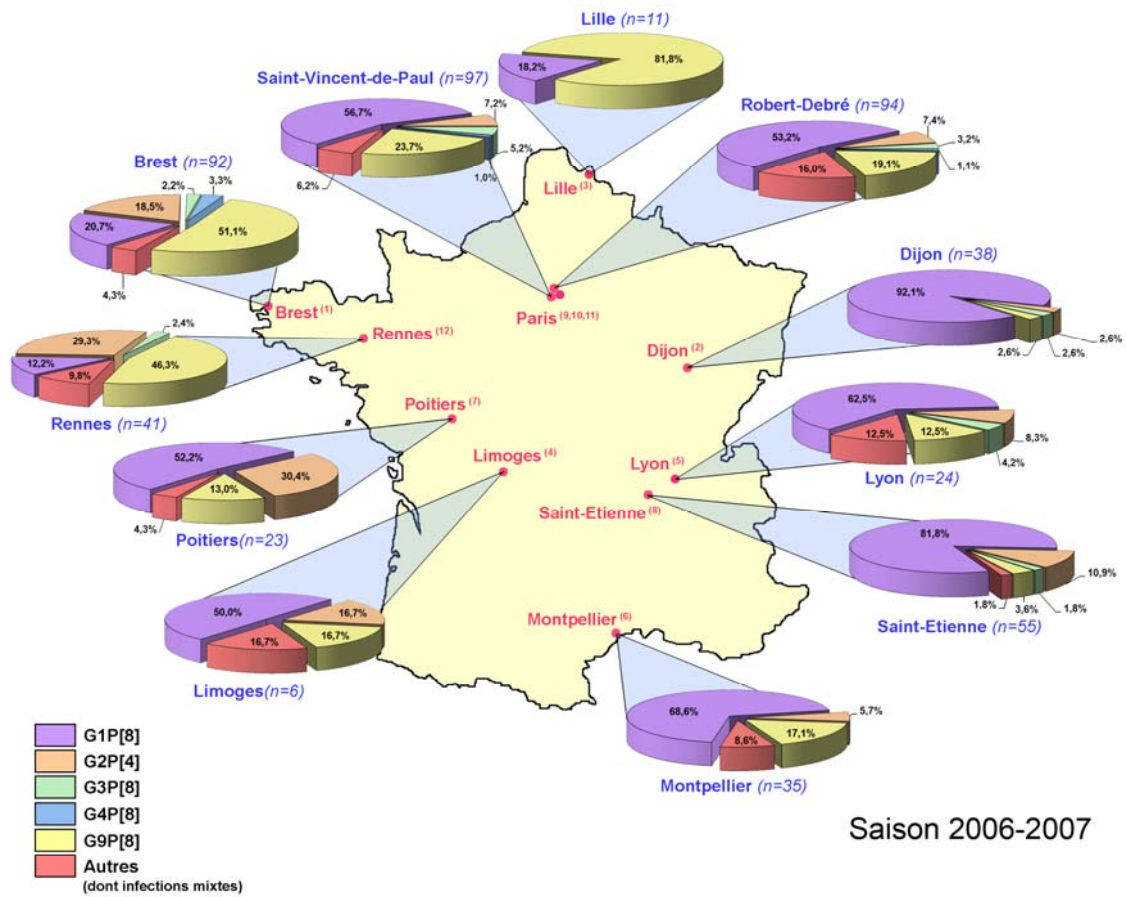 Lille (n=11)
18,2%
81,8%
Saint-Vincent-de-Paul (n=97)
56,7%
7,2%
5,2%
1,0%
23,7%
6,2%
Robert-Debré (n=94)
53,2%
7,4%
3,2%
1,1%
19,1%
16,0%
Brest (n=92)
2,2%
3,3%
18,5%
20,7%
51,1%
4,3%
Lille (3)
Brest (1)
Rennes (12)
Paris (9,10,11)
Dijon (2)
Poitiers (7)
Limoges (4)
Lyon (5)
Saint-Etienne (8)
Montpellier (6)
Dijon (n=38)
92,1%
2,6%
2,6%
2,6%
29,3%
2,4%
12,2%
46,3%
9,8%
Rennes (n=41)
62,5%
12,5%
12,5%
8,3%
4,2%
Lyon (n=24)
52,2%
30,4%
13,0%
4,3%
Poitiers(n=23)
81,8%
10,9%
1,8%
3,6%
1,8%
Saint-Etienne (n=55)
50,0%
16,7%
16,7%
16,7%
Limoges(n=6)
68,6%
5,7%
17,1%
8,6%
Montpellier (n=35)
G1P[8]
G2P[4]
G3P[8]
G4P[8]
G9P[8]
Autres
(dont infections mixtes)
Saison 2006-2007